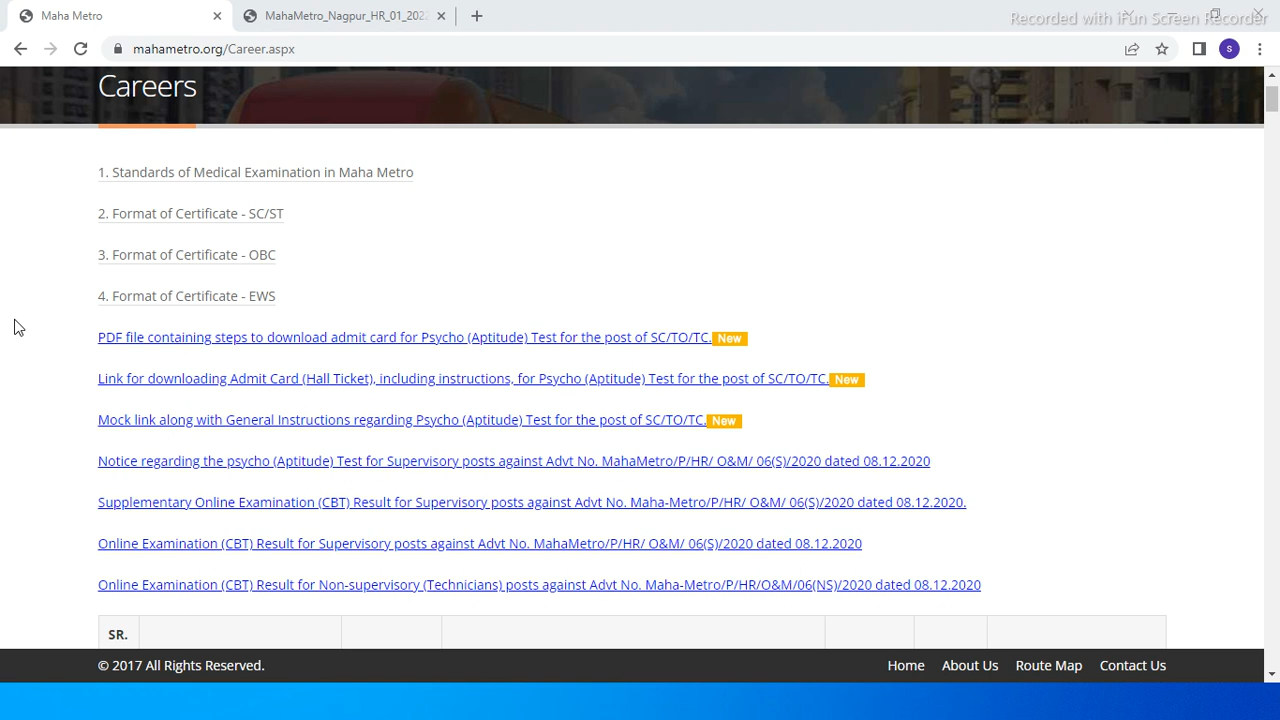 Maha Metro
MahaMetro_Nagpur_HR_01_2022
Recorded with iFun Screen Recorder
mahametro.org/Career.aspx
S
Careers
1. Standards of Medical Examination in Maha Metro
2. Format of Certificate - SC/ST
3. Format of Certificate - OBC
4. Format of Certificate - EWS
PDF file containing steps to download admit card for Psycho (Aptitude) Test for the post of SC/TO/TC. New
Link for downloading Admit Card (Hall Ticket), including instructions, for Psycho (Aptitude) Test for the post of SC/TO/TC. New
Mock link along with General Instructions regarding Psycho (Aptitude) Test for the post of SC/TO/TC. New
Notice regarding the psycho (Aptitude) Test for Supervisory posts against Advt No. MahaMetro/P/HR/ O&M/ 06(S)/2020 dated 08.12.2020
Supplementary Online Examination (CBT) Result for Supervisory posts against Advt No. Maha-Metro/P/HR/ O&M/ 06(S)/2020 dated 08.12.2020.
Online Examination (CBT) Result for Supervisory posts against Advt No. MahaMetro/P/HR/ O&M/ 06(S)/2020 dated 08.12.2020
Online Examination (CBT) Result for Non-supervisory (Technicians) posts against Advt No. Maha-Metro/P/HR/O&M/06(NS)/2020 dated 08.12.2020
SR.
© 2017 All Rights Reserved.
Home About Us Route Map Contact Us